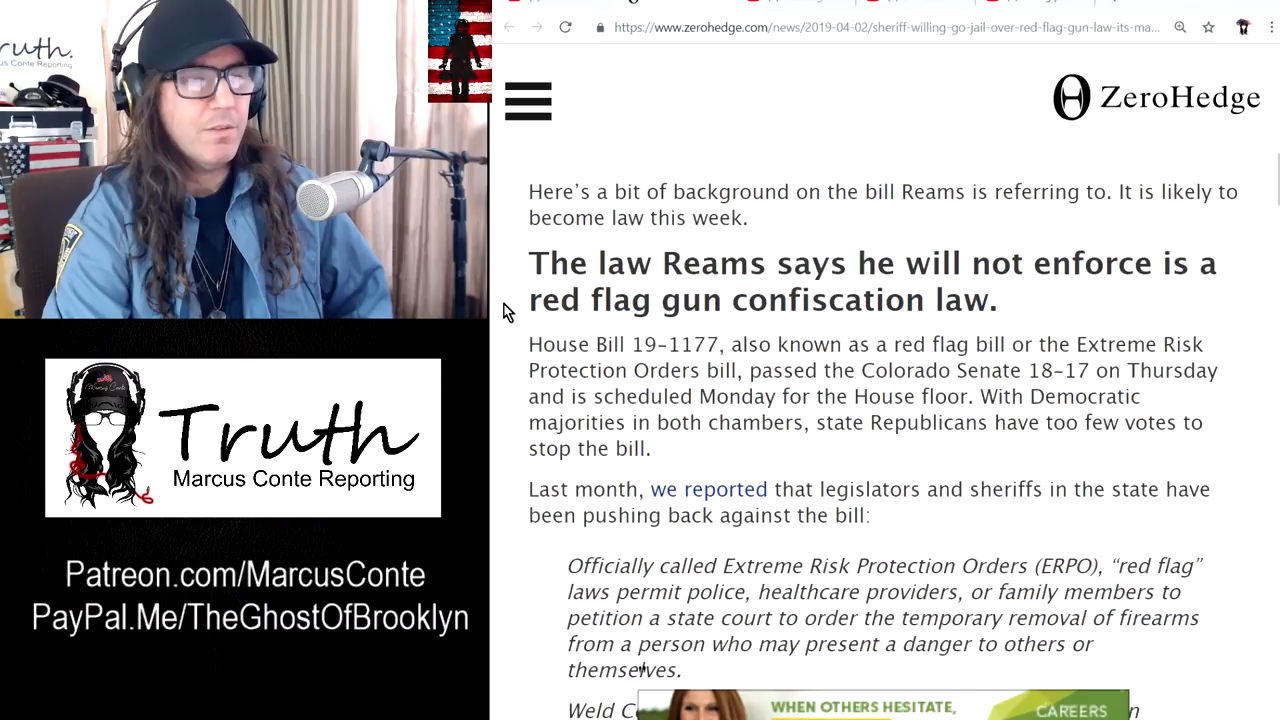 Truth.
https://www.zerohedge.com/news/2019-04-02/sheriff-willing-go-jail-over-red-flag-gun-law-its-ma...
ZeroHedge
Here's a bit of background on the bill Reams is referring to. It is likely to
become law this week.
The law Reams says he will not enforce is a
red flag gun confiscation law.
House Bill 19-1177, also known as a red flag bill or the Extreme Risk
Protection Orders bill, passed the Colorado Senate 18-17 on Thursday
and is scheduled Monday for the House floor. With Democratic
majorities in both chambers, state Republicans have too few votes to
stop the bill.
Last month, we reported that legislators and sheriffs in the state have
been pushing back against the bill:
Officially called Extreme Risk Protection Orders (ERPO), “red flag”
laws permit police, healthcare providers, or family members to
petition a state court to order the temporary removal of firearms
from a person who may present a danger to others or
themselves.
Weld
WHEN OTHERS HESITATE,
CAREERS
Truth
Marcus Conte Reporting
Patreon.com/MarcusConte
PayPal.Me/TheGhostOfBrooklyn